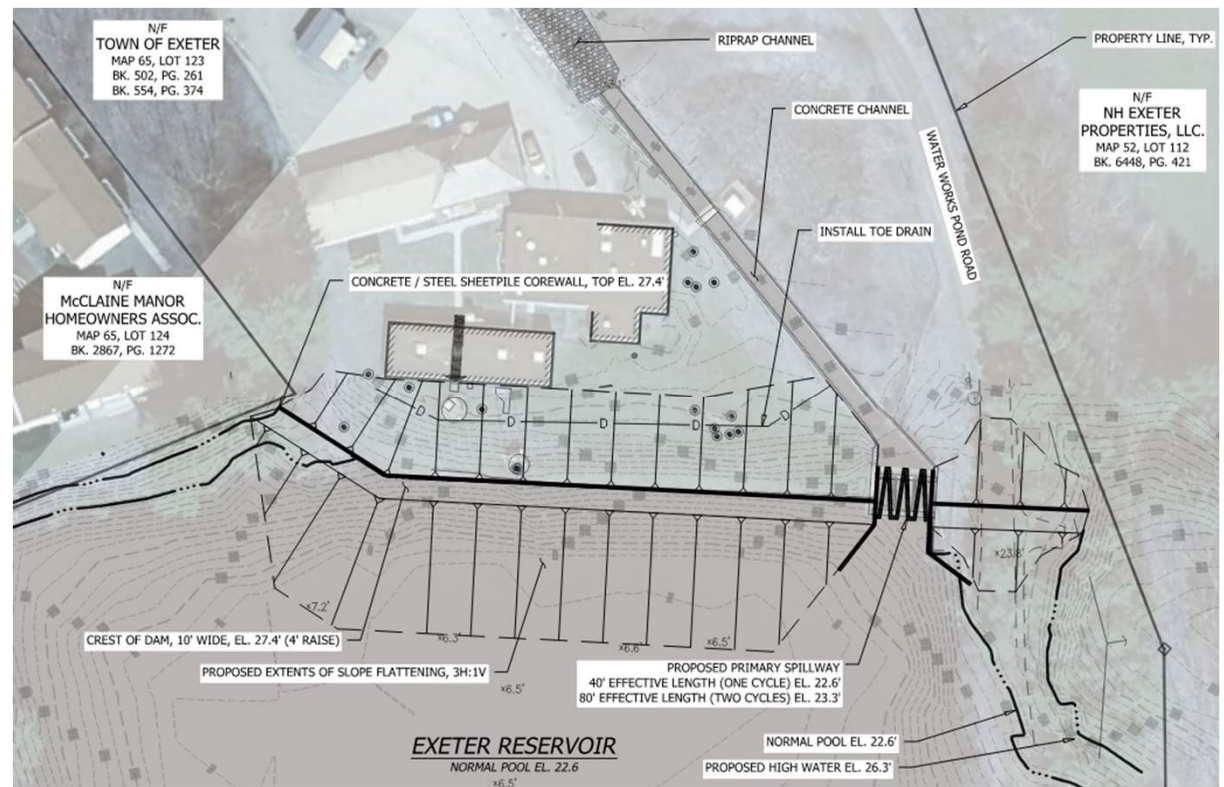 N/F
TOWN OF EXETER
MAP 65, LOT 123
BK. 502, PG. 261
BK. 554, PG. 374
RIPRAP CHANNEL
PROPERTY LINE, TYP.
N/F
NH EXETER
PROPERTIES, LLC.
MAP 52, LOT 112
BK. 6448, PG. 421
CONCRETE CHANNEL
WATER WORKS POND ROAD
INSTALL TOE DRAIN
CONCRETE / STEEL SHEETPILE COREWALL, TOP EL. 27.4'
N/F
McCLAINE MANOR
HOMEOWNERS ASSOC.
MAP 65, LOT 124
BK. 2867, PG. 1272
D
D
D
D
D
x23.8'
x7.2'
x6.3'
x6.6'
x6.5'
CREST OF DAM, 10' WIDE, EL. 27.4' (4' RAISE)
PROPOSED EXTENTS OF SLOPE FLATTENING, 3H:1V
x6.5'
PROPOSED PRIMARY SPILLWAY
40' EFFECTIVE LENGTH (ONE CYCLE) EL. 22.6'
80' EFFECTIVE LENGTH (TWO CYCLES) EL. 23.3'
EXETER RESERVOIR
NORMAL POOL EL. 22.6
x6.5'
NORMAL POOL EL. 22.6'
PROPOSED HIGH WATER EL. 26.3'